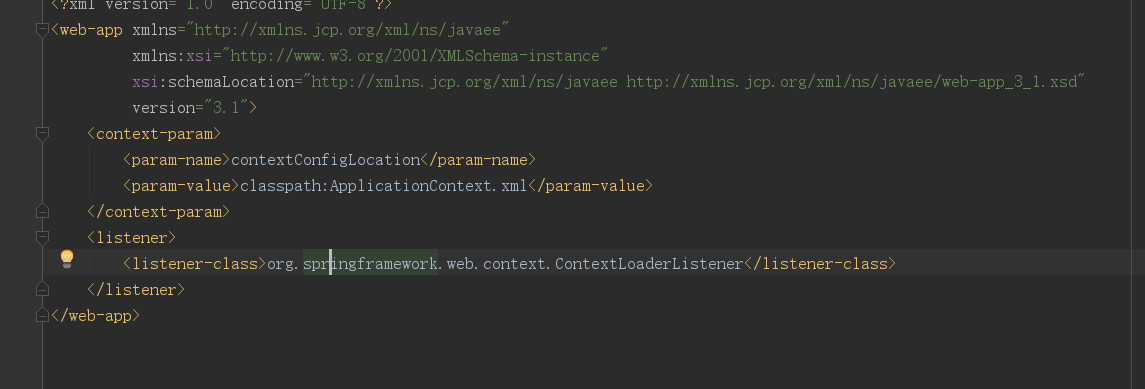 <?xml version="1.0" encoding="UTF-8"?>
<web-app xmlns="http://xmlns.jcp.org/xml/ns/javaee"
xmlns:xsi="http://www.w3.org/2001/XMLSchema-instance"
xsi:schemaLocation="http://xmlns.jcp.org/xml/ns/javaee http://xmlns.jcp.org/xml/ns/javaee/web-app_3_1.xsd"
version="3.1">
<context-param>
<param-name>contextConfigLocation</param-name>
<param-value>classpath:ApplicationContext.xml</param-value>
</context-param>
<listener>
<listener-class>org.springframework.web.context.ContextLoaderListener</listener-class>
</listener>
</web-app>